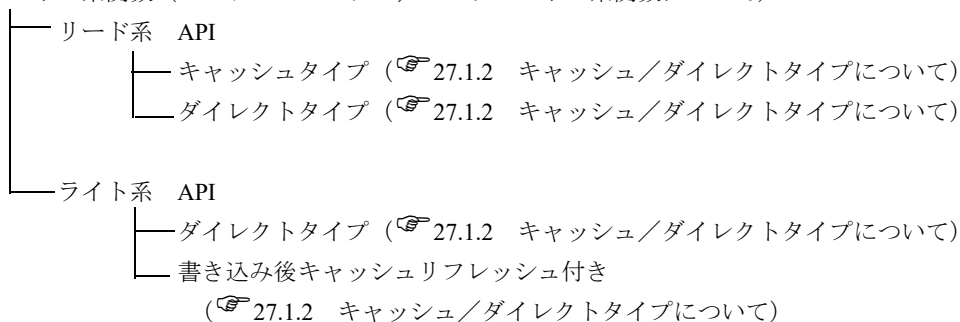 リード系 API
キャッシュタイプ（☞ 27.1.2 キャッシュ／ダイレクトタイプについて）
ダイレクトタイプ（☞ 27.1.2 キャッシュ／ダイレクトタイプについて）
ライト系 API
ダイレクトタイプ（☞ 27.1.2 キャッシュ／ダイレクトタイプについて）
書き込み後キャッシュリフレッシュ付き
（☞ 27.1.2 キャッシュ／ダイレクトタイプについて）